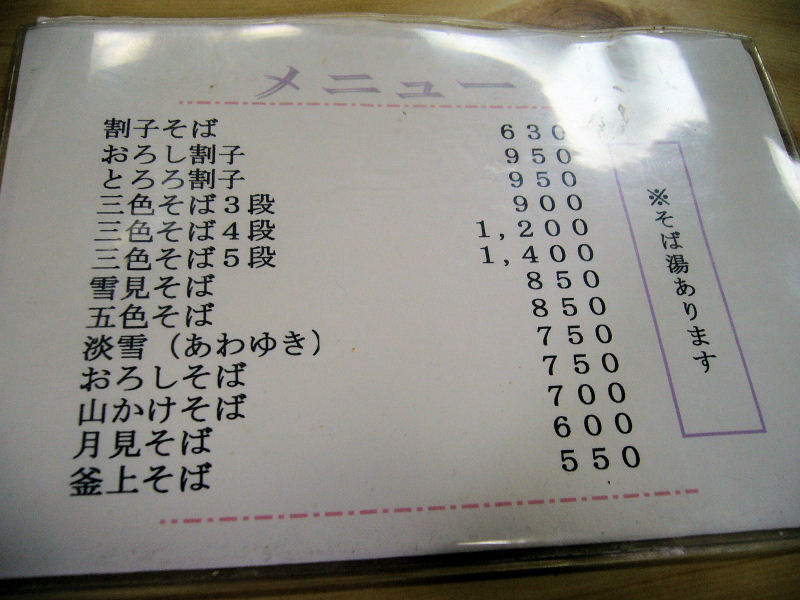 メニュー
割子そば 630
おろし割子 950
とろろ割子 950
三色そば3段 900
三色そば4段 1,200
三色そば5段 1,400
雪見そば 850
五色そば 850
淡雪（あわゆき） 750
おろしそば 750
山かけそば 700
月見そば 600
釜上そば 550
※そば湯あります